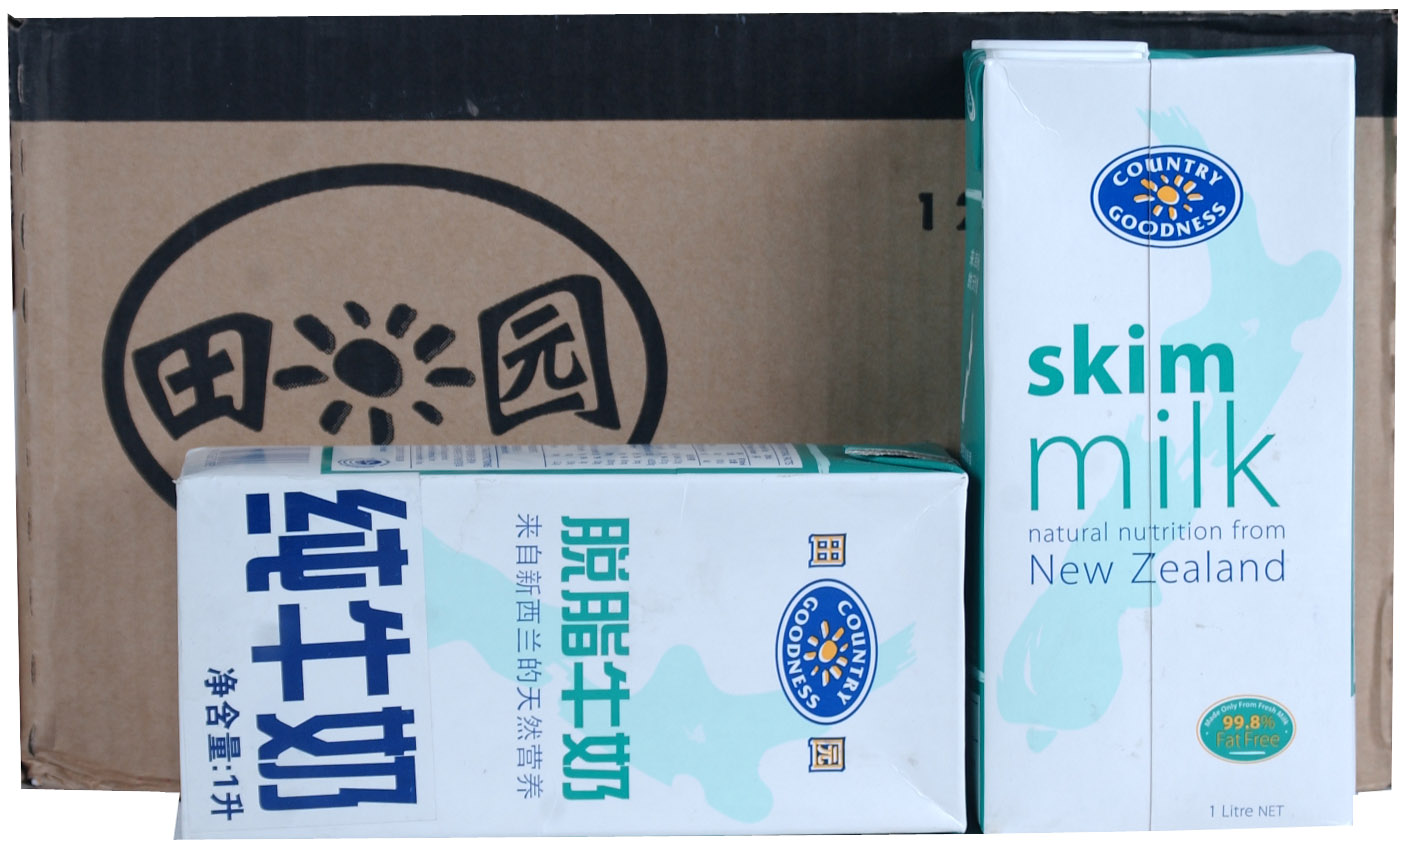 田 园
1
COUNTRY
GOODNESS
skim
milk
natural nutrition from
New Zealand
Made Only From Fresh Milk
99.8%
Fat Free
1 Litre NET
田
COUNTRY
GOODNESS
园
脱脂牛奶
来自新西兰的天然营养
纯牛奶
净含量:1升